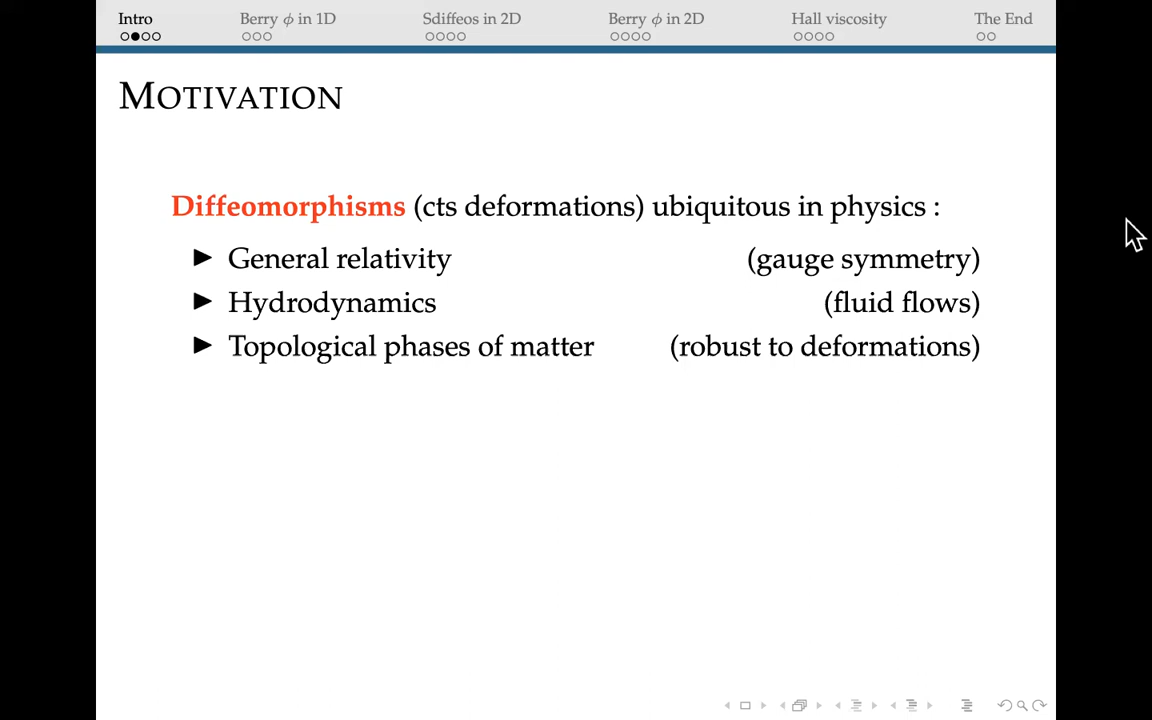 Intro Berry ϕ in 1D Sdiffeos in 2D Berry ϕ in 2D Hall viscosity The End
MOTIVATION
Diffeomorphisms (cts deformations) ubiquitous in physics :
▶ General relativity (gauge symmetry)
▶ Hydrodynamics (fluid flows)
▶ Topological phases of matter (robust to deformations)